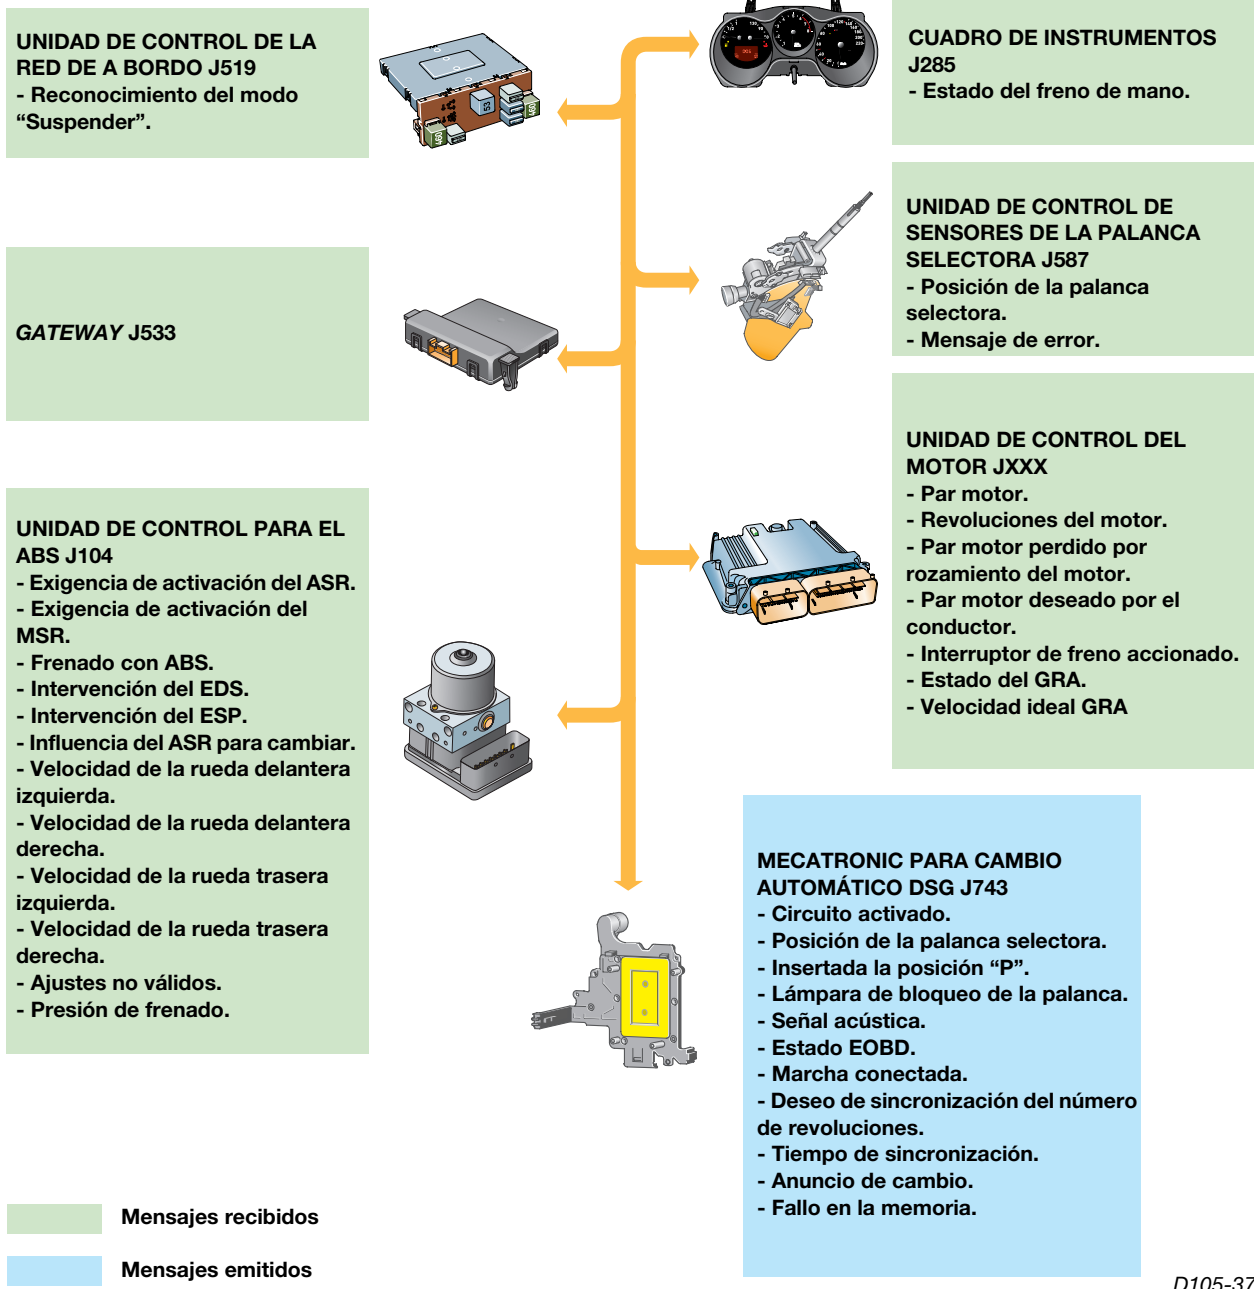 UNIDAD DE CONTROL DE LA
RED DE A BORDO J519
- Reconocimiento del modo
“Suspender”.
GATEWAY J533
UNIDAD DE CONTROL PARA EL
ABS J104
- Exigencia de activación del ASR.
- Exigencia de activación del
MSR.
- Frenado con ABS.
- Intervención del EDS.
- Intervención del ESP.
- Influencia del ASR para cambiar.
- Velocidad de la rueda delantera
izquierda.
- Velocidad de la rueda delantera
derecha.
- Velocidad de la rueda trasera
izquierda.
- Velocidad de la rueda trasera
derecha.
- Ajustes no válidos.
- Presión de frenado.
CUADRO DE INSTRUMENTOS
J285
- Estado del freno de mano.
UNIDAD DE CONTROL DE
SENSORES DE LA PALANCA
SELECTORA J587
- Posición de la palanca
selectora.
- Mensaje de error.
UNIDAD DE CONTROL DEL
MOTOR JXXX
- Par motor.
- Revoluciones del motor.
- Par motor perdido por
rozamiento del motor.
- Par motor deseado por el
conductor.
- Interruptor de freno accionado.
- Estado del GRA.
- Velocidad ideal GRA
MECATRONIC PARA CAMBIO
AUTOMÁTICO DSG J743
- Circuito activado.
- Posición de la palanca selectora.
- Insertada la posición “P”.
- Lámpara de bloqueo de la palanca.
- Señal acústica.
- Estado EOBD.
- Marcha conectada.
- Deseo de sincronización del número
de revoluciones.
- Tiempo de sincronización.
- Anuncio de cambio.
- Fallo en la memoria.
Mensajes recibidos
Mensajes emitidos
D105-37
53
460
460